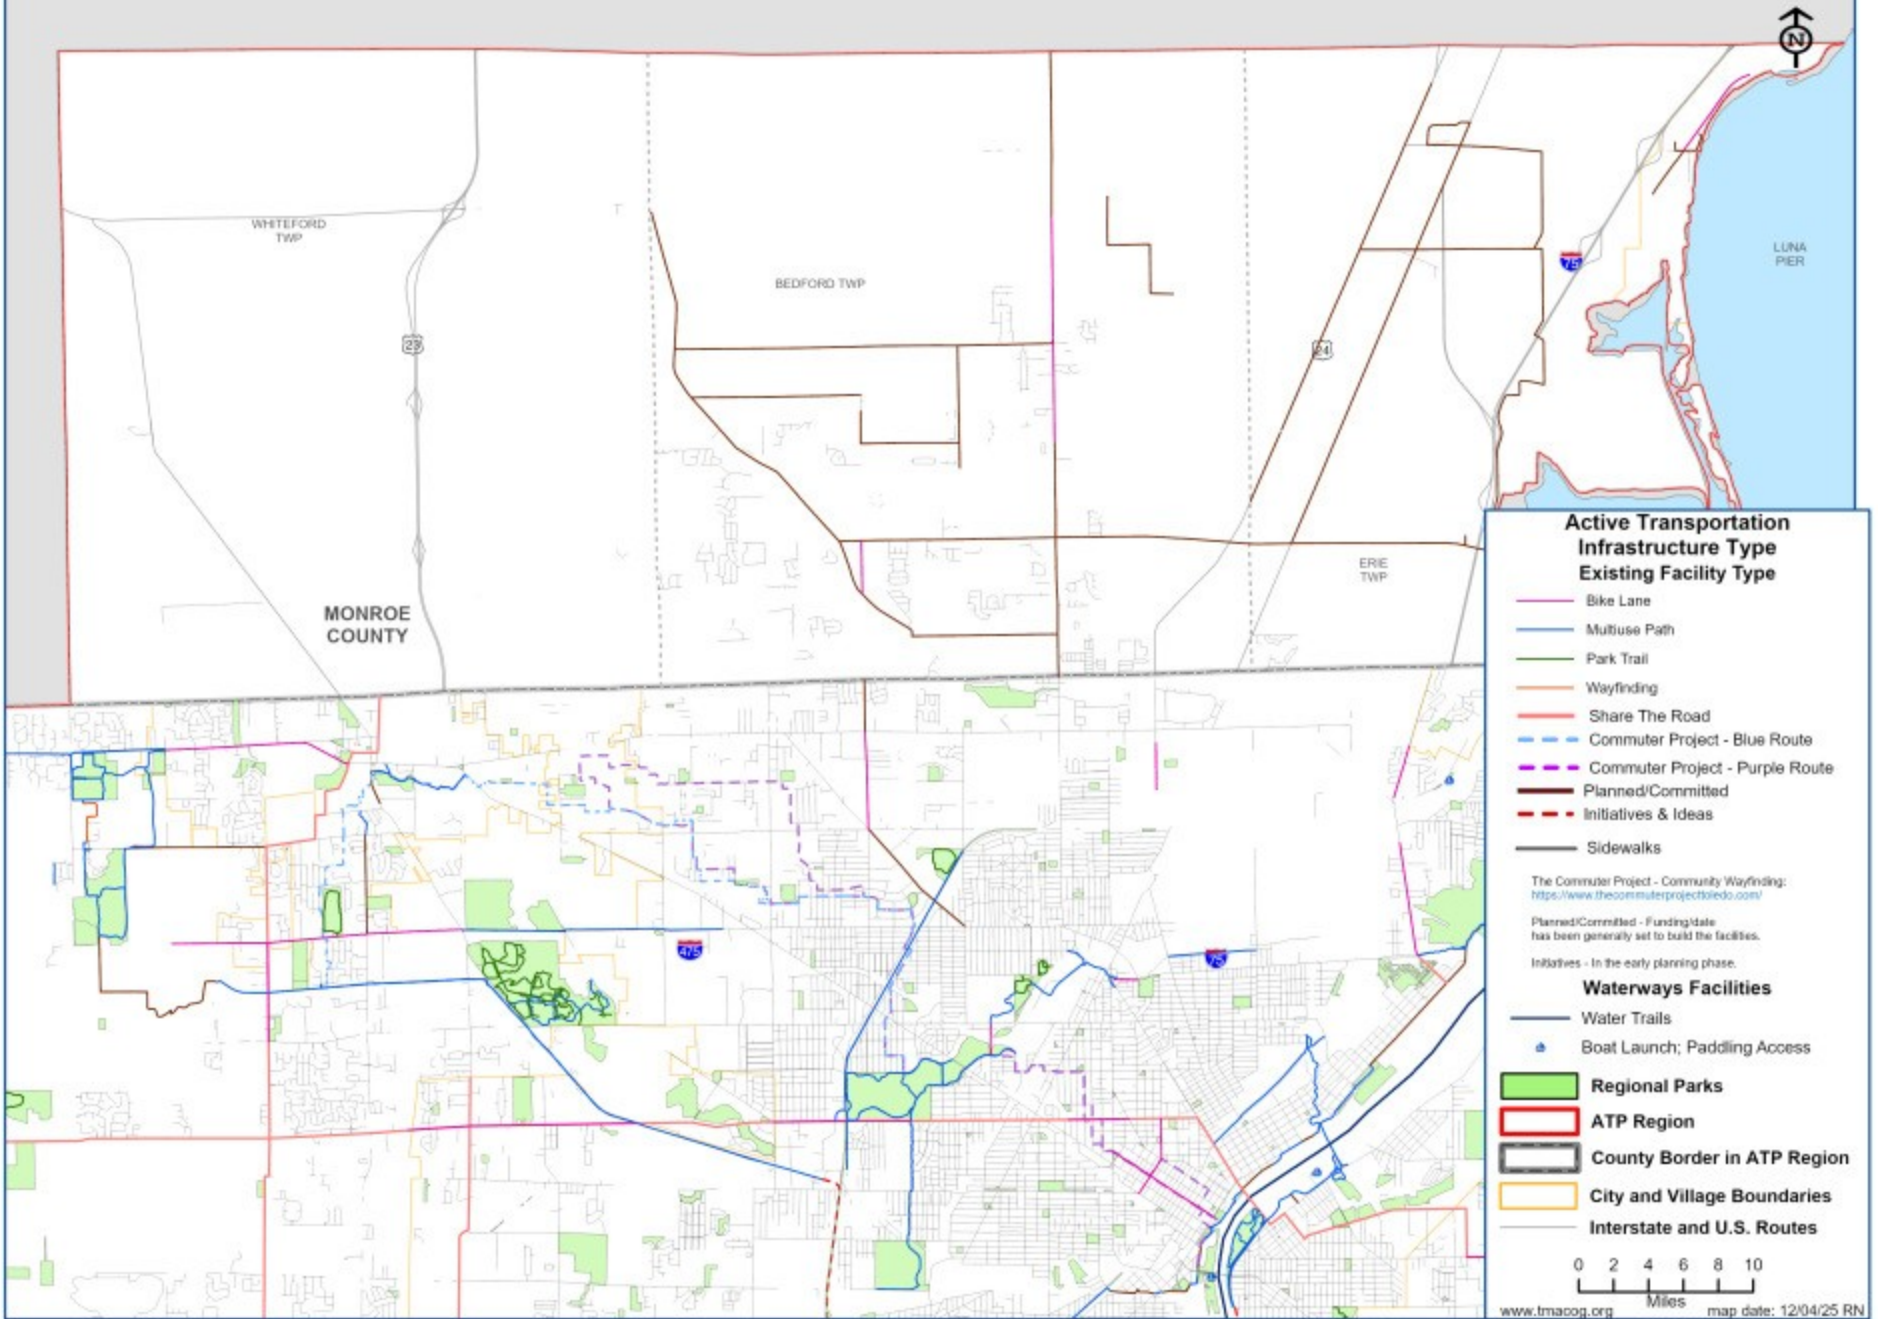 N
WHITEFORD
TWP
BEDFORD TWP
LUNA
PIER
75
23
24
ERIE
TWP
MONROE
COUNTY
475
75
Active Transportation
Infrastructure Type
Existing Facility Type
Bike Lane
Multiuse Path
Park Trail
Wayfinding
Share The Road
Commuter Project - Blue Route
Commuter Project - Purple Route
Planned/Committed
Initiatives & Ideas
Sidewalks
The Commuter Project - Community Wayfinding:
https://www.thecommuterprojecttoledo.com/
Planned/Committed - Funding/date
has been generally set to build the facilities.
Initiatives - In the early planning phase.
Waterways Facilities
Water Trails
Boat Launch; Paddling Access
Regional Parks
ATP Region
County Border in ATP Region
City and Village Boundaries
Interstate and U.S. Routes
0 2 4 6 8 10
Miles
www.tmacog.org map date: 12/04/25 RN